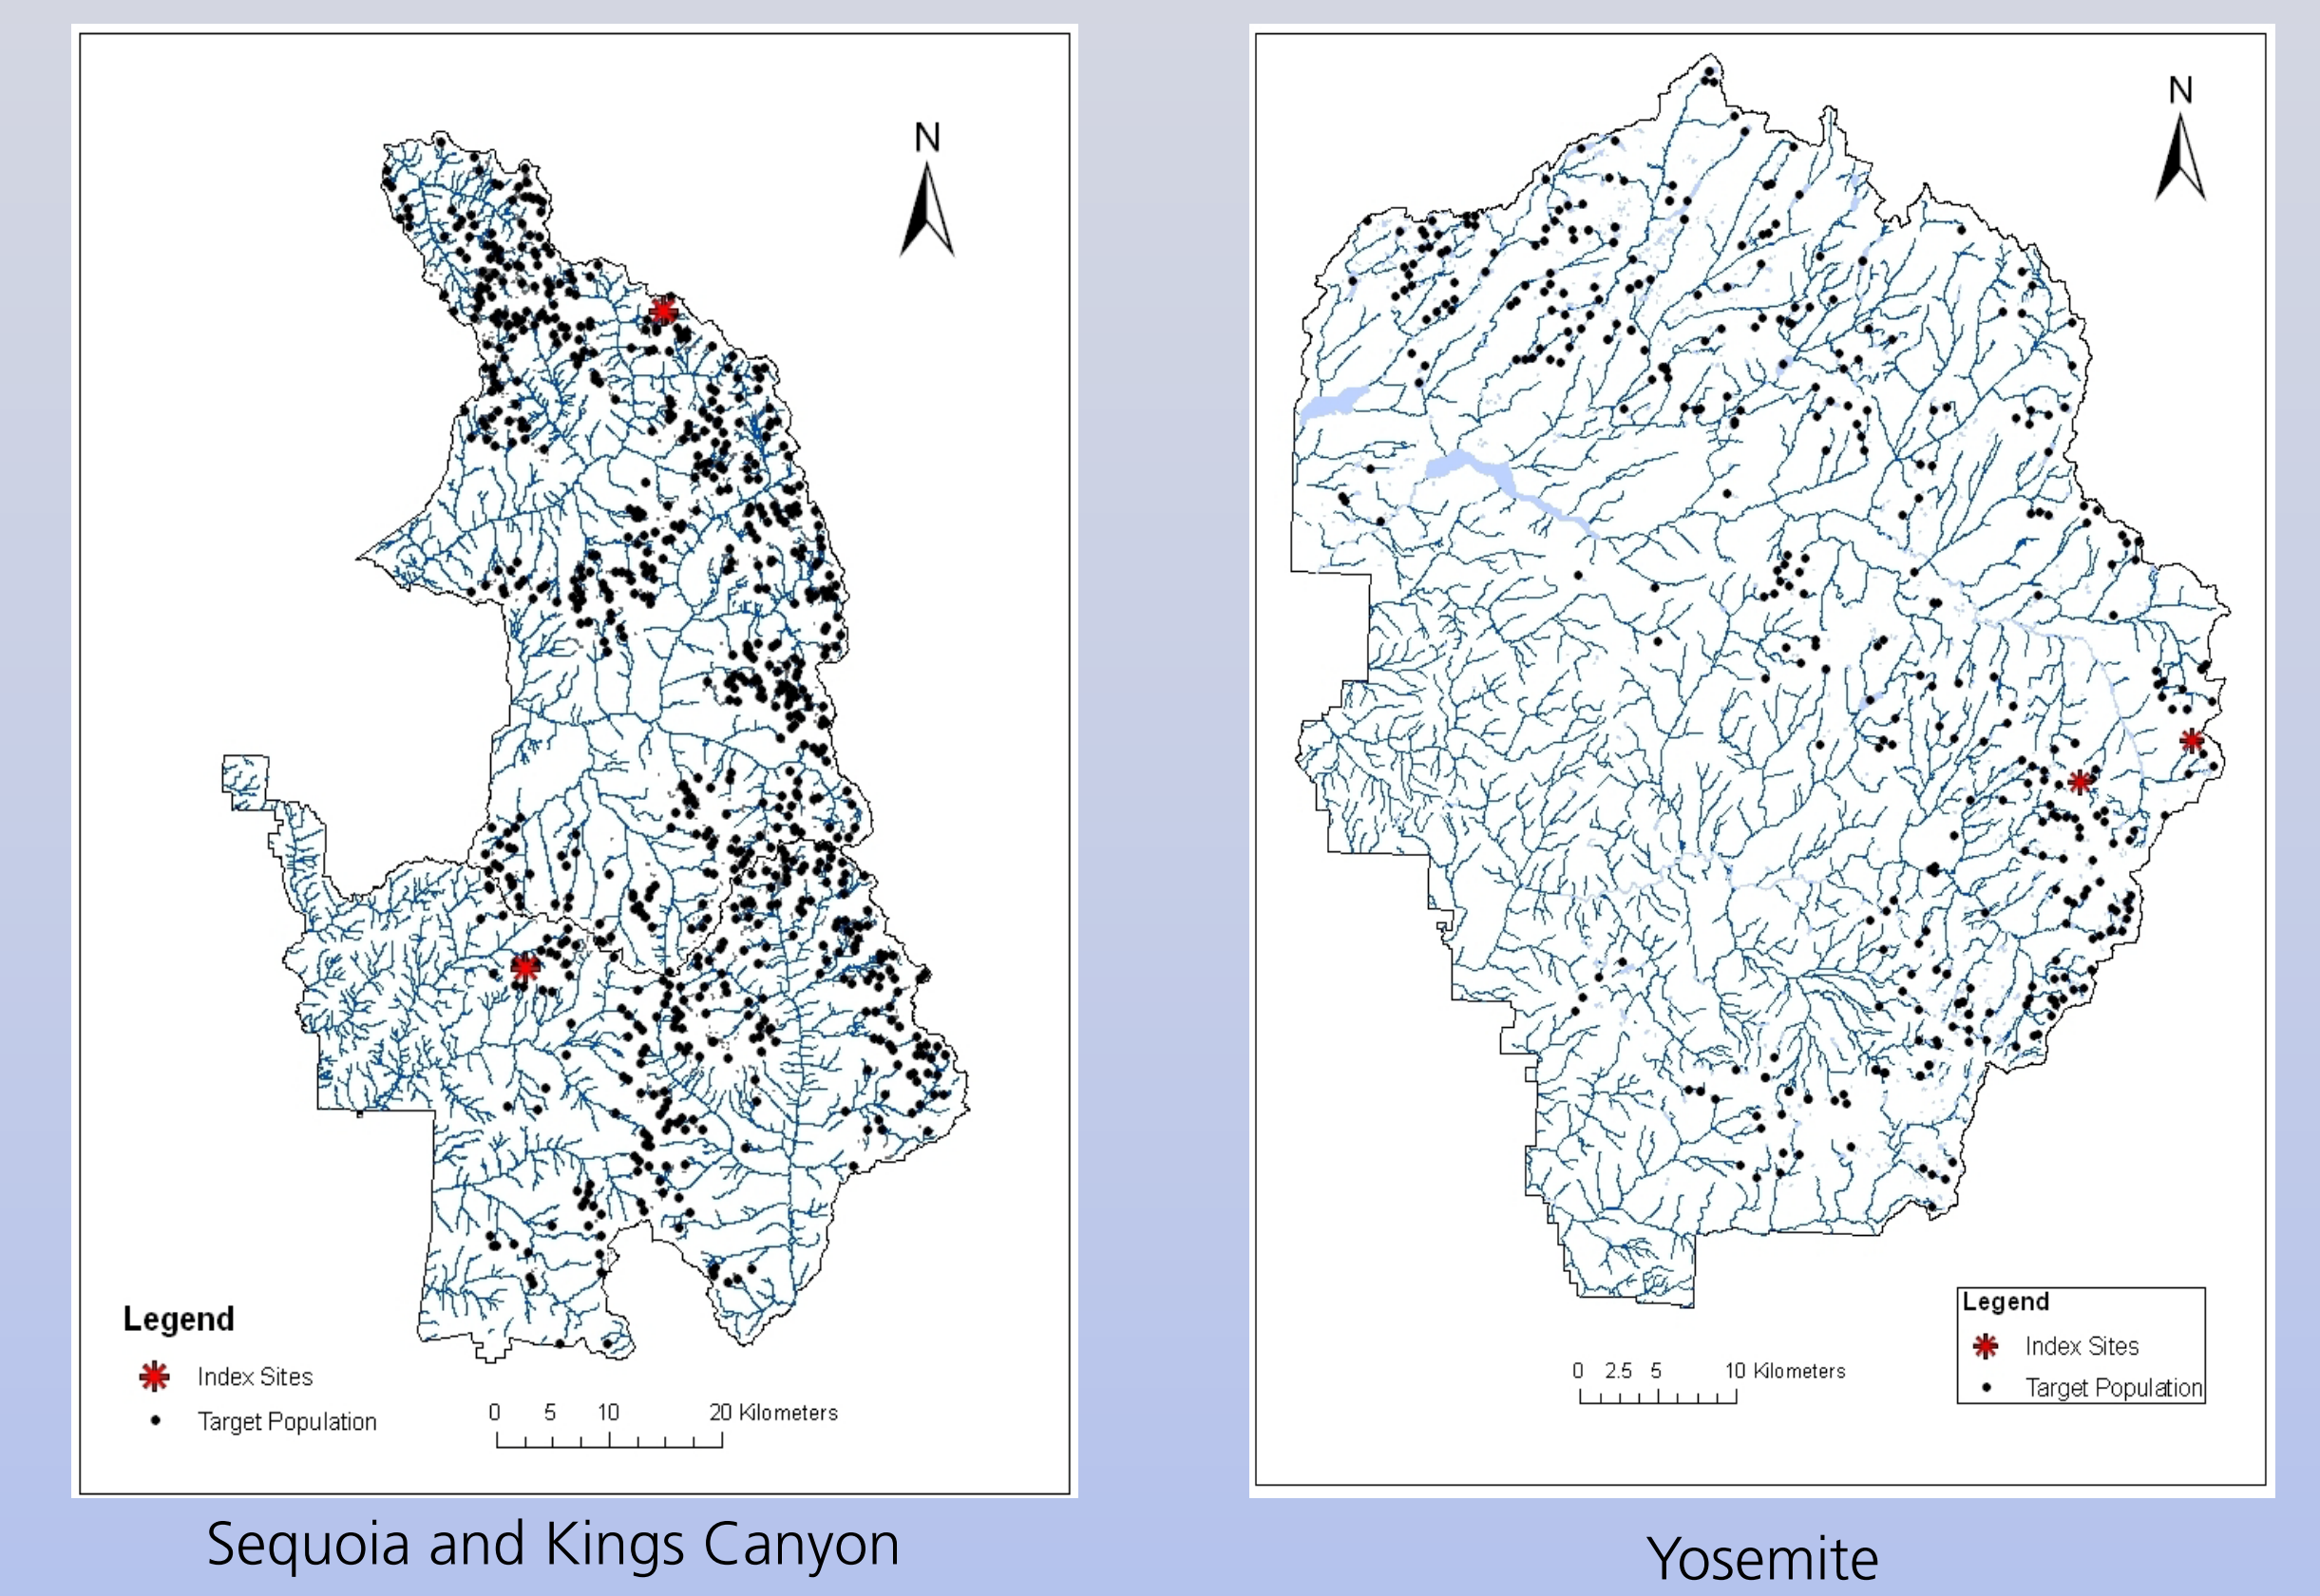 N
Legend
Index Sites
Target Population
0 5 10 20 Kilometers
Sequoia and Kings Canyon
N
Legend
Index Sites
Target Population
0 2.5 5 10 Kilometers
Yosemite